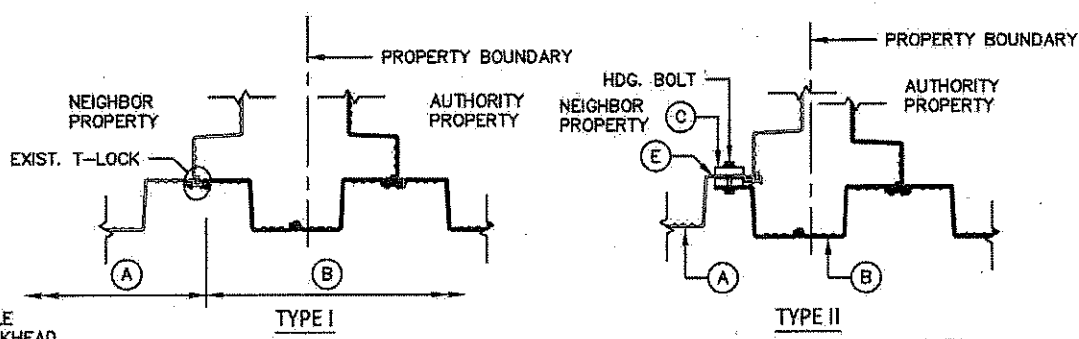 PROPERTY BOUNDARY
NEIGHBOR
PROPERTY
AUTHORITY
PROPERTY
EXIST. T-LOCK
A
B
TYPE I
KHEAD
PROPERTY BOUNDARY
HDG. BOLT
NEIGHBOR
PROPERTY
AUTHORITY
PROPERTY
C
E
A
B
TYPE II